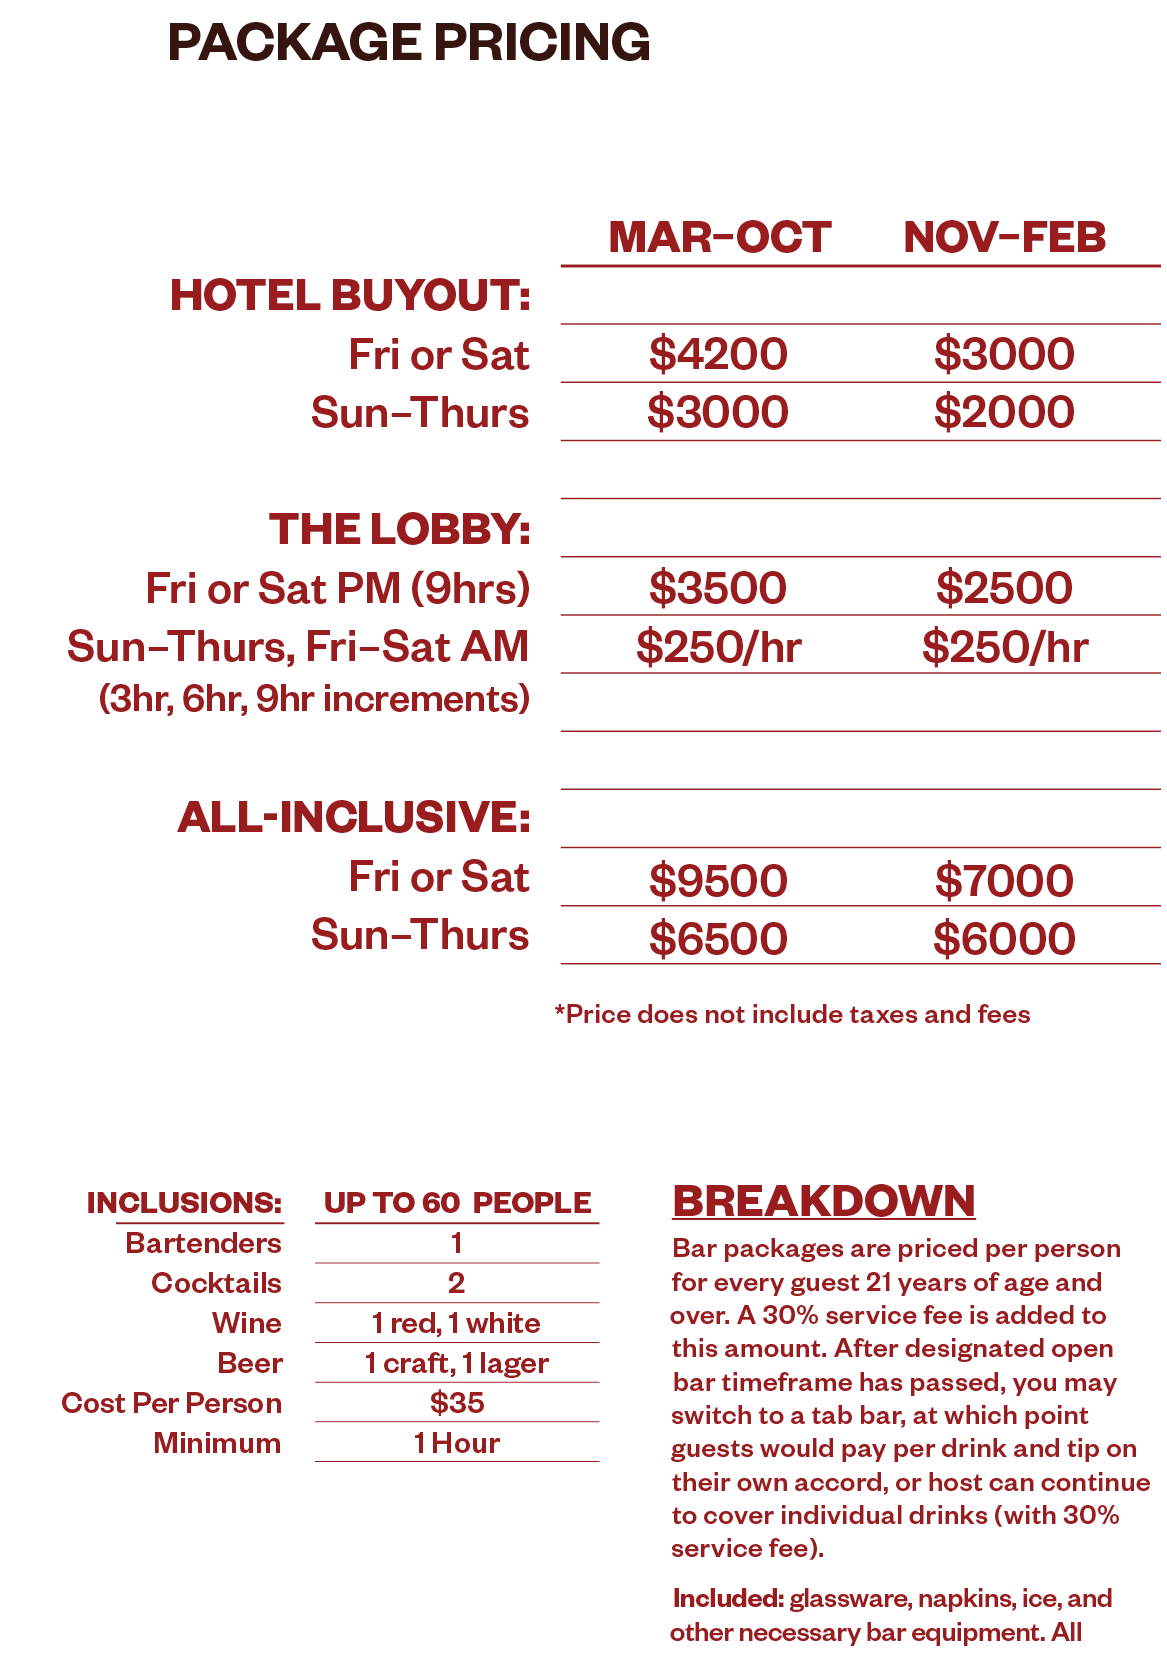 PACKAGE PRICING
MAR–OCT NOV–FEB
HOTEL BUYOUT:
Fri or Sat $4200 $3000
Sun–Thurs $3000 $2000
THE LOBBY:
Fri or Sat PM (9hrs) $3500 $2500
Sun–Thurs, Fri–Sat AM $250/hr $250/hr
(3hr, 6hr, 9hr increments)
ALL-INCLUSIVE:
Fri or Sat $9500 $7000
Sun–Thurs $6500 $6000
*Price does not include taxes and fees
INCLUSIONS: UP TO 60 PEOPLE
Bartenders 1
Cocktails 2
Wine 1 red, 1 white
Beer 1 craft, 1 lager
Cost Per Person $35
Minimum 1 Hour
BREAKDOWN
Bar packages are priced per person
for every guest 21 years of age and
over. A 30% service fee is added to
this amount. After designated open
bar timeframe has passed, you may
switch to a tab bar, at which point
guests would pay per drink and tip on
their own accord, or host can continue
to cover individual drinks (with 30%
service fee).
Included: glassware, napkins, ice, and
other necessary bar equipment. All